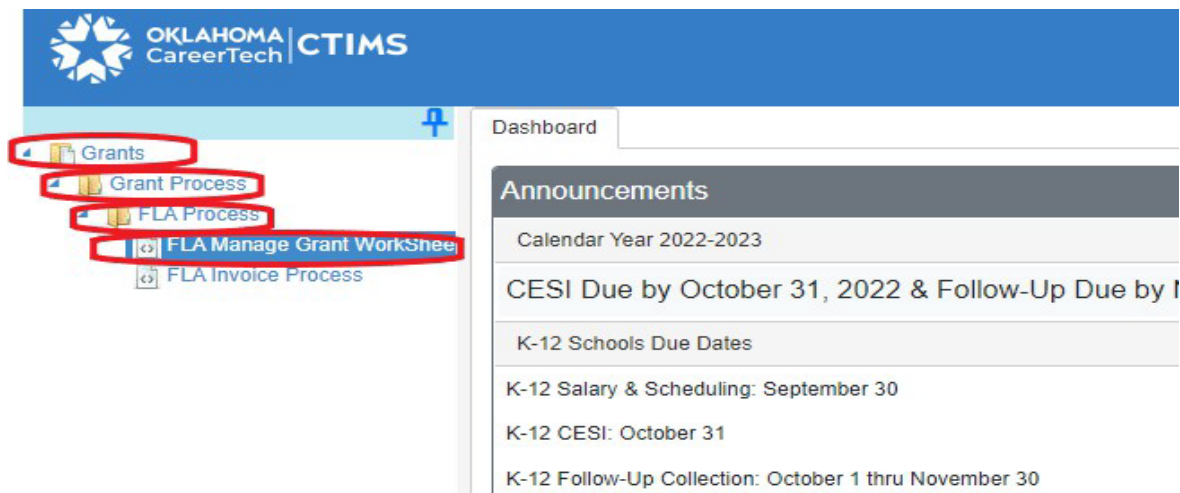 OKLAHOMA
CareerTech
CTIMS
Grants
Grant Process
FLA Process
FLA Manage Grant WorkShee
FLA Invoice Process
Dashboard
Announcements
Calendar Year 2022-2023
CESI Due by October 31, 2022 & Follow-Up Due by
K-12 Schools Due Dates
K-12 Salary & Scheduling: September 30
K-12 CESI: October 31
K-12 Follow-Up Collection: October 1 thru November 30